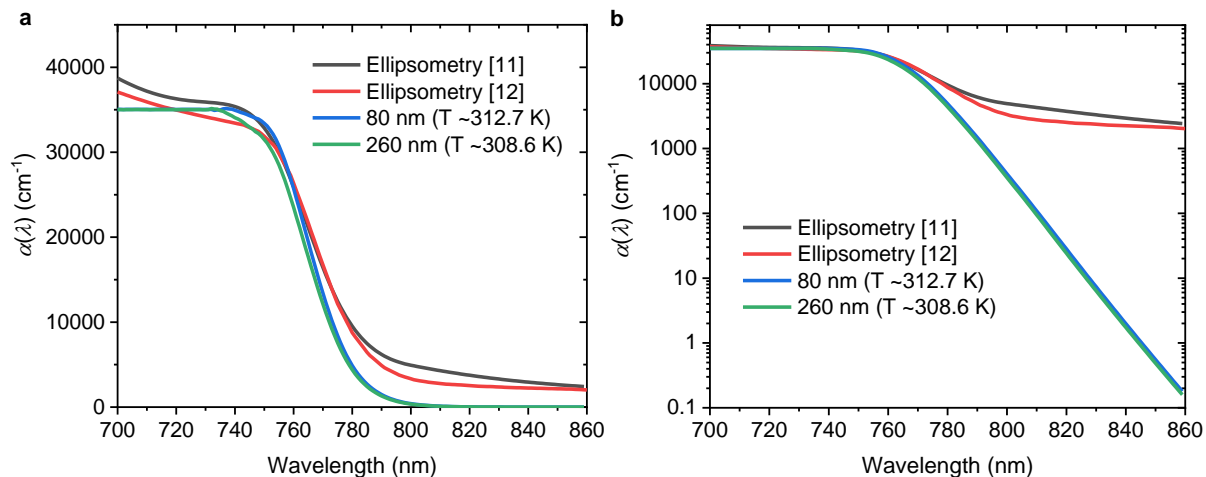 a
α(λ) (cm⁻¹)
40000
30000
20000
10000
0
Ellipsometry [11]
Ellipsometry [12]
80 nm (T ~312.7 K)
260 nm (T ~308.6 K)
700 720 740 760 780 800 820 840 860
Wavelength (nm)
b
α(λ) (cm⁻¹)
10000
1000
100
10
1
0.1
Ellipsometry [11]
Ellipsometry [12]
80 nm (T ~312.7 K)
260 nm (T ~308.6 K)
700 720 740 760 780 800 820 840 860
Wavelength (nm)